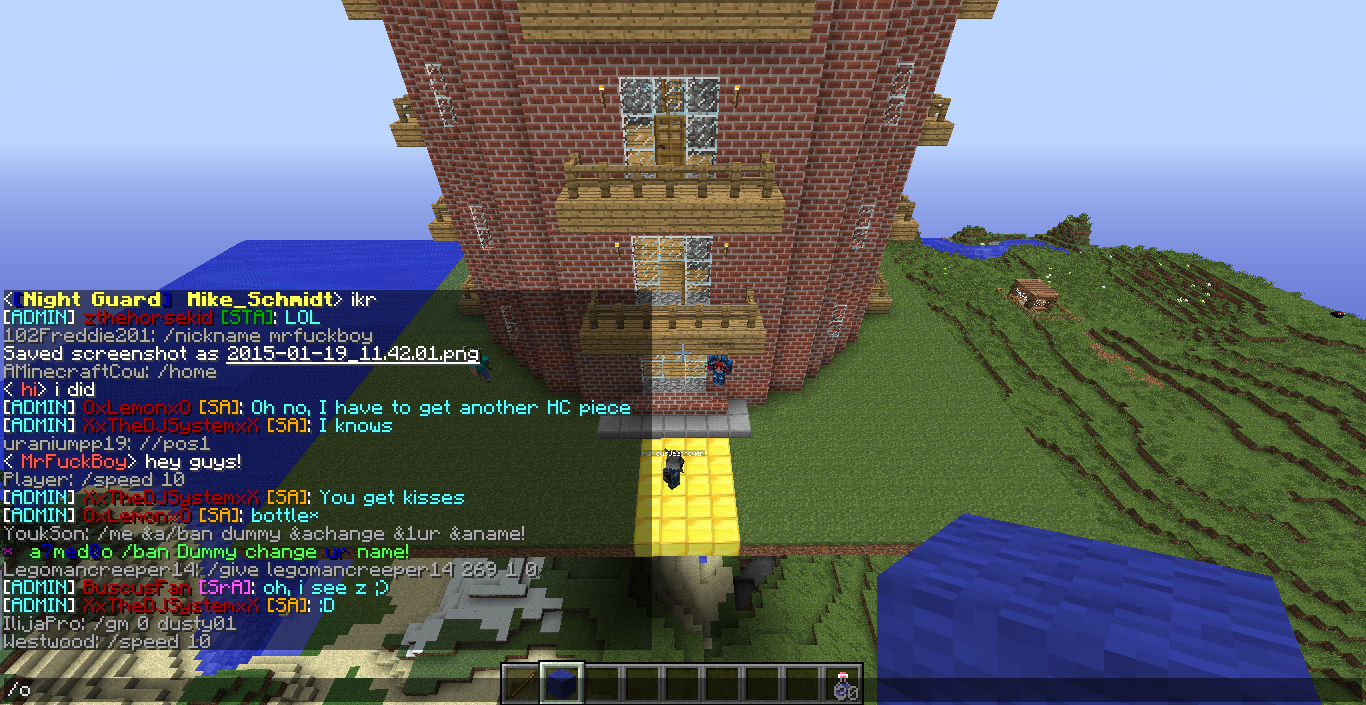 < Night Guard  Mike_Schmidt> ikr
[ADMIN] zthehorsekid [STA]: LOL
102Freddie201: /nickname mrfuckboy
Saved screenshot as 2015-01-19_11.42.01.png
AMinecraftCow: /home
< hi> i did
[ADMIN] OxLemonxO [SA]: Oh no, I have to get another HC piece
[ADMIN] XxTheDJSystemxX [SA]: I knows
uraniumpp19: //pos1
< MrFuckBoy> hey guys!
Player: /speed 10
[ADMIN] XxTheDJSystemxX [SA]: You get kisses
[ADMIN] OxLemonxO [SA]: bottle*
YoukSon: /me &a/ban dummy &achange &1ur &aname!
* /ban Dummy change ur name!
Legomancreeper14: /give legomancreeper14 269 1 0
[ADMIN] BuscusFan [SrA]: oh, i see z ;)
[ADMIN] XxTheDJSystemxX [SA]: :D
IlijaPro: /gm 0 dusty01
Westwood: /speed 10
/o